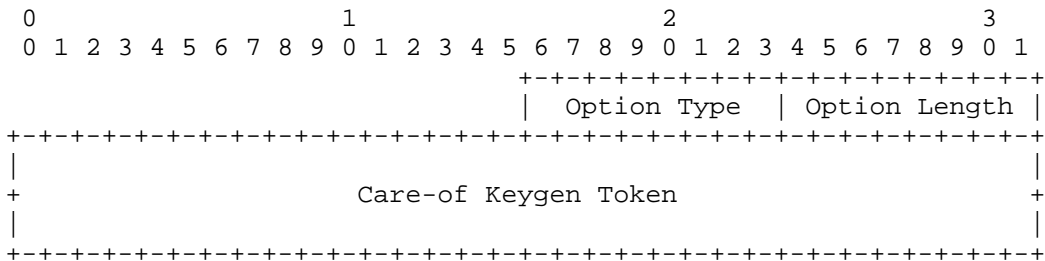 0                   1                   2                   3
 0 1 2 3 4 5 6 7 8 9 0 1 2 3 4 5 6 7 8 9 0 1 2 3 4 5 6 7 8 9 0 1
                                +-+-+-+-+-+-+-+-+-+-+-+-+-+-+-+-+
                                |  Option Type  | Option Length |
+-+-+-+-+-+-+-+-+-+-+-+-+-+-+-+-+-+-+-+-+-+-+-+-+-+-+-+-+-+-+-+-+
|                                                               |
+                     Care-of Keygen Token                      +
|                                                               |
+-+-+-+-+-+-+-+-+-+-+-+-+-+-+-+-+-+-+-+-+-+-+-+-+-+-+-+-+-+-+-+-+